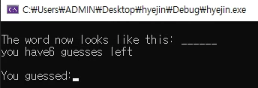 C:₩Users₩ADMIN₩Desktop₩hyejin₩Debug₩hyejin.exe
The word now looks like this: ______
you have6 guesses left
You guessed: